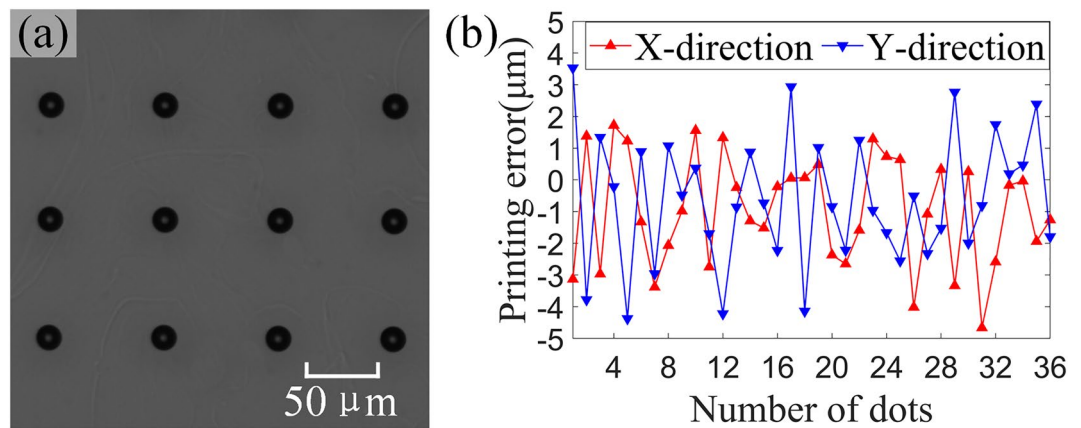 (a)
50 μm
(b)
X-direction Y-direction
Printing error(μm)
5
4
3
2
1
0
-1
-2
-3
-4
-5
4 8 12 16 20 24 28 32 36
Number of dots